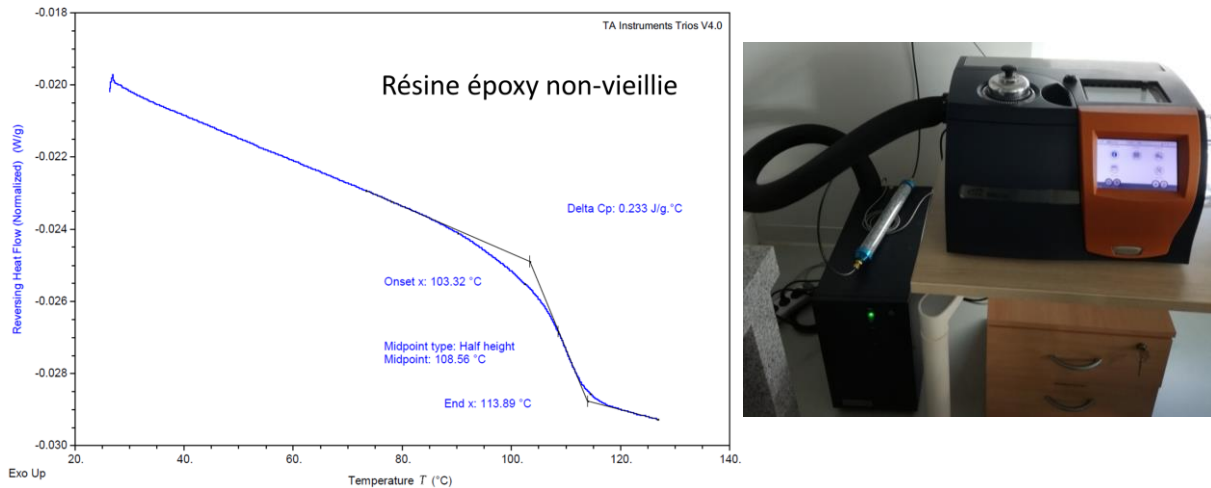 -0.018
-0.020
-0.022
-0.024
-0.026
-0.028
-0.030
Reversing Heat Flow (Normalized) (W/g)
TA Instruments Trios V4.0
Résine époxy non-vieillie
Delta Cp: 0.233 J/g.°C
Onset x: 103.32 °C
Midpoint type: Half height
Midpoint: 108.56 °C
End x: 113.89 °C
20. 40. 60. 80. 100. 120. 140.
Exo Up
Temperature T (°C)